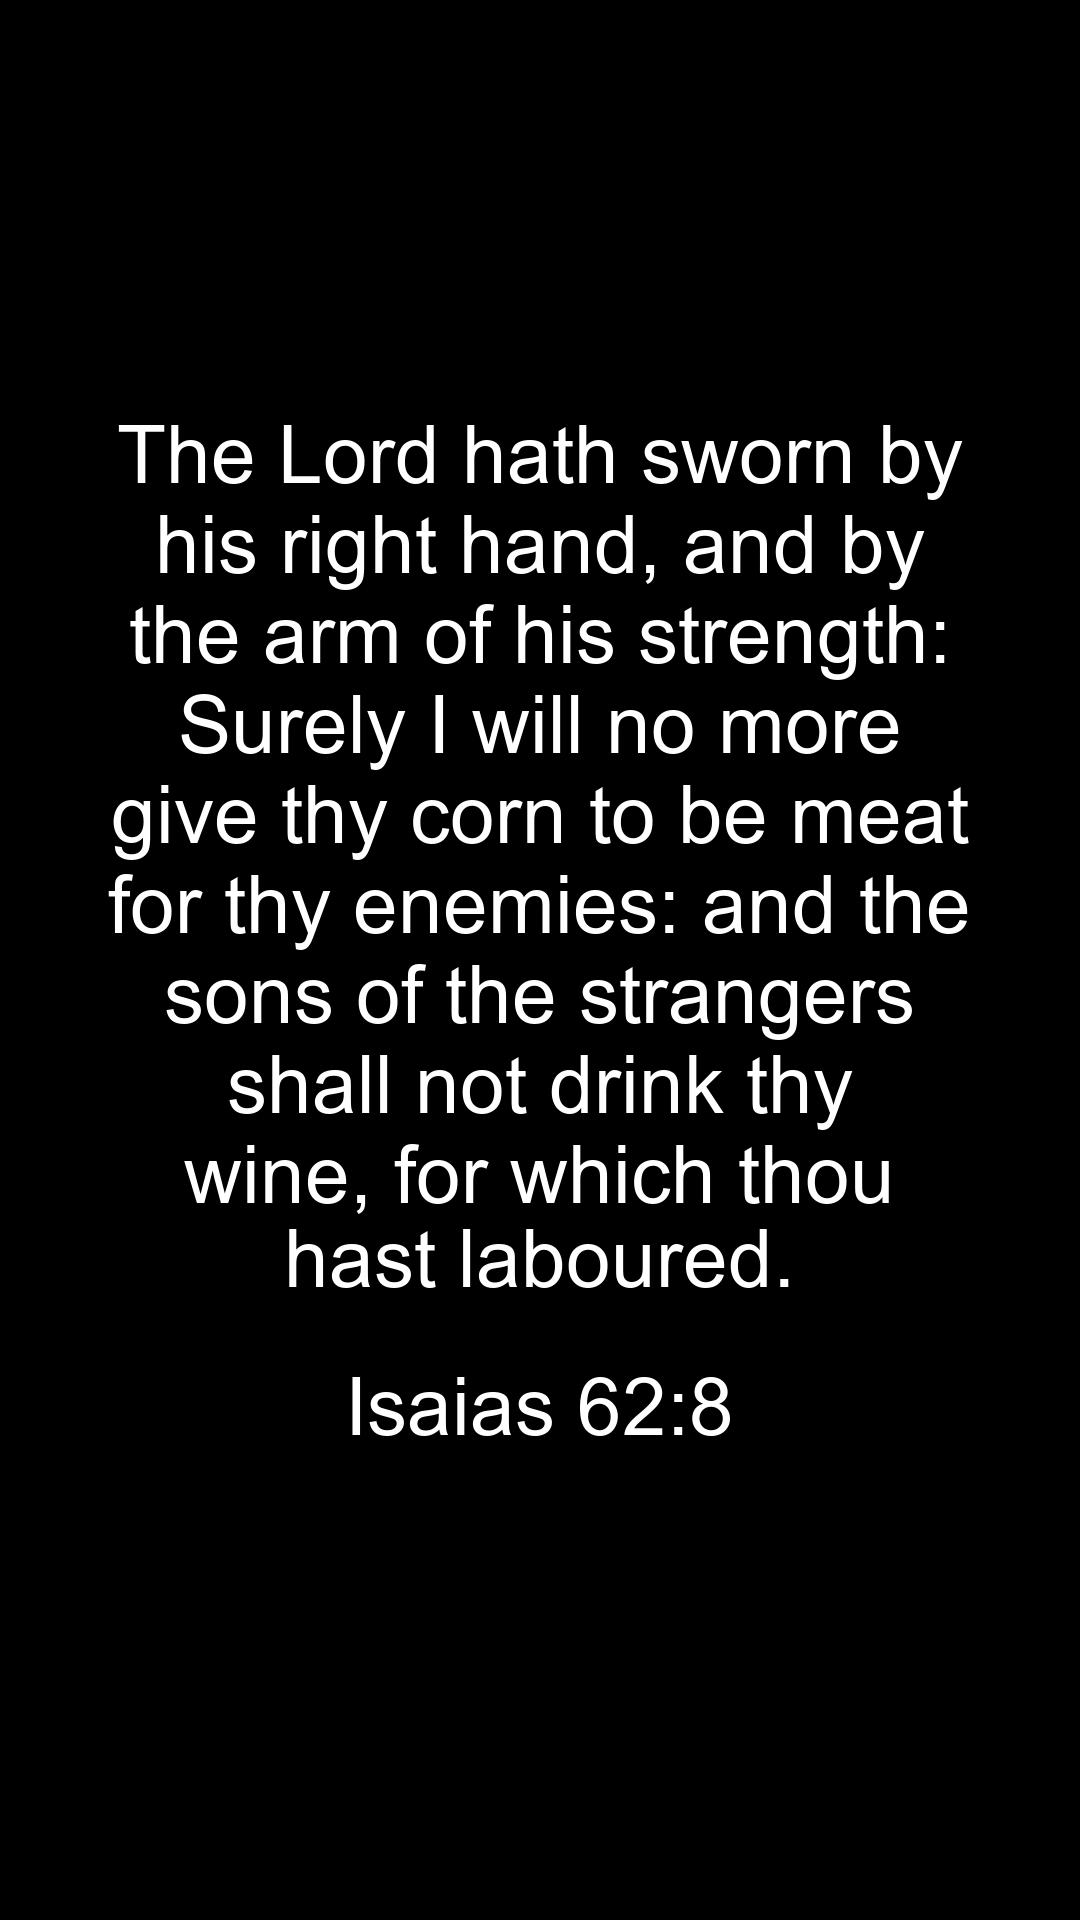 The Lord hath sworn by
his right hand, and by
the arm of his strength:
Surely I will no more
give thy corn to be meat
for thy enemies: and the
sons of the strangers
shall not drink thy
wine, for which thou
hast laboured.
Isaias 62:8